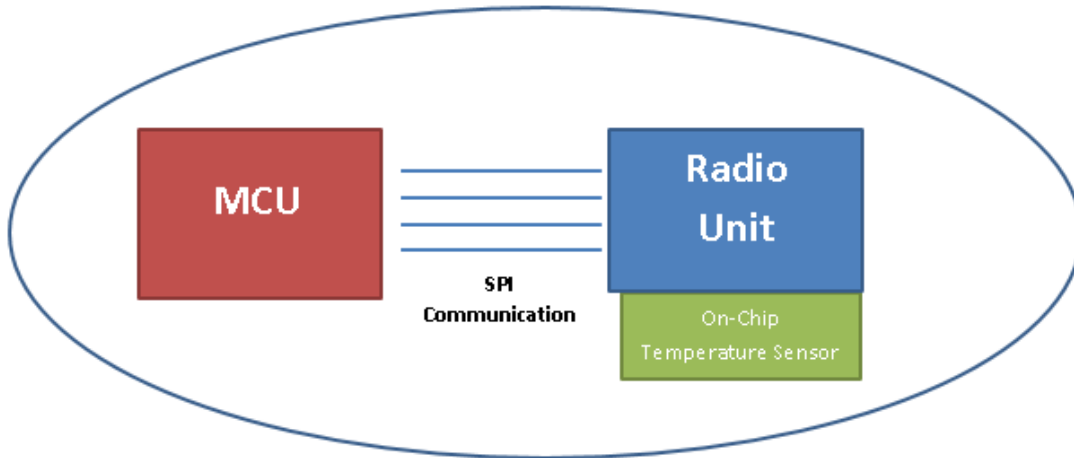 MCU
Radio
Unit
SPI
Communication
On-Chip
Temperature Sensor